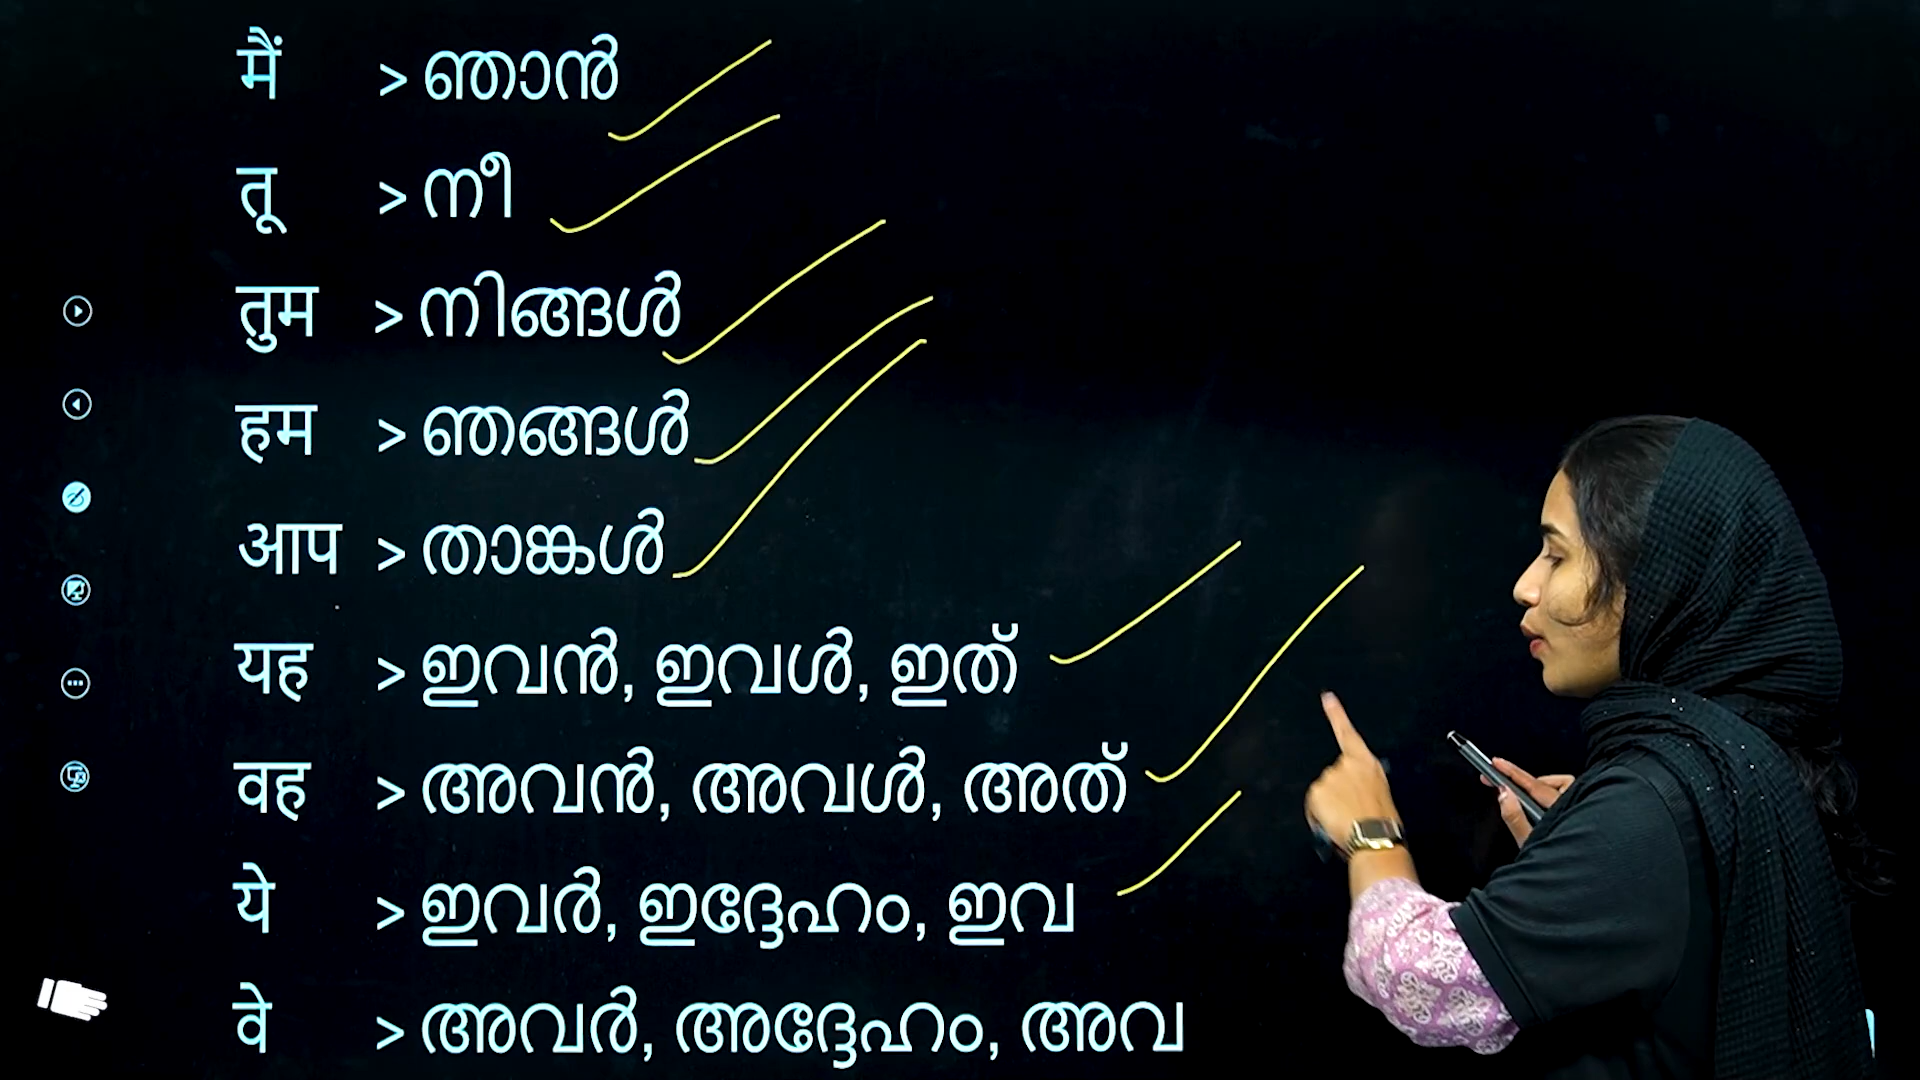 मैं > ഞാൻ
तू > നീ
तुम > നിങ്ങൾ
हम > ഞങ്ങൾ
आप > താങ്കൾ
यह > ഇവൻ, ഇവൾ, ഇത്
वह > അവൻ, അവൾ, അത്
ये > ഇവർ, ഇദ്ദേഹം, ഇവ
वे > അവർ, അദ്ദേഹം, അവ